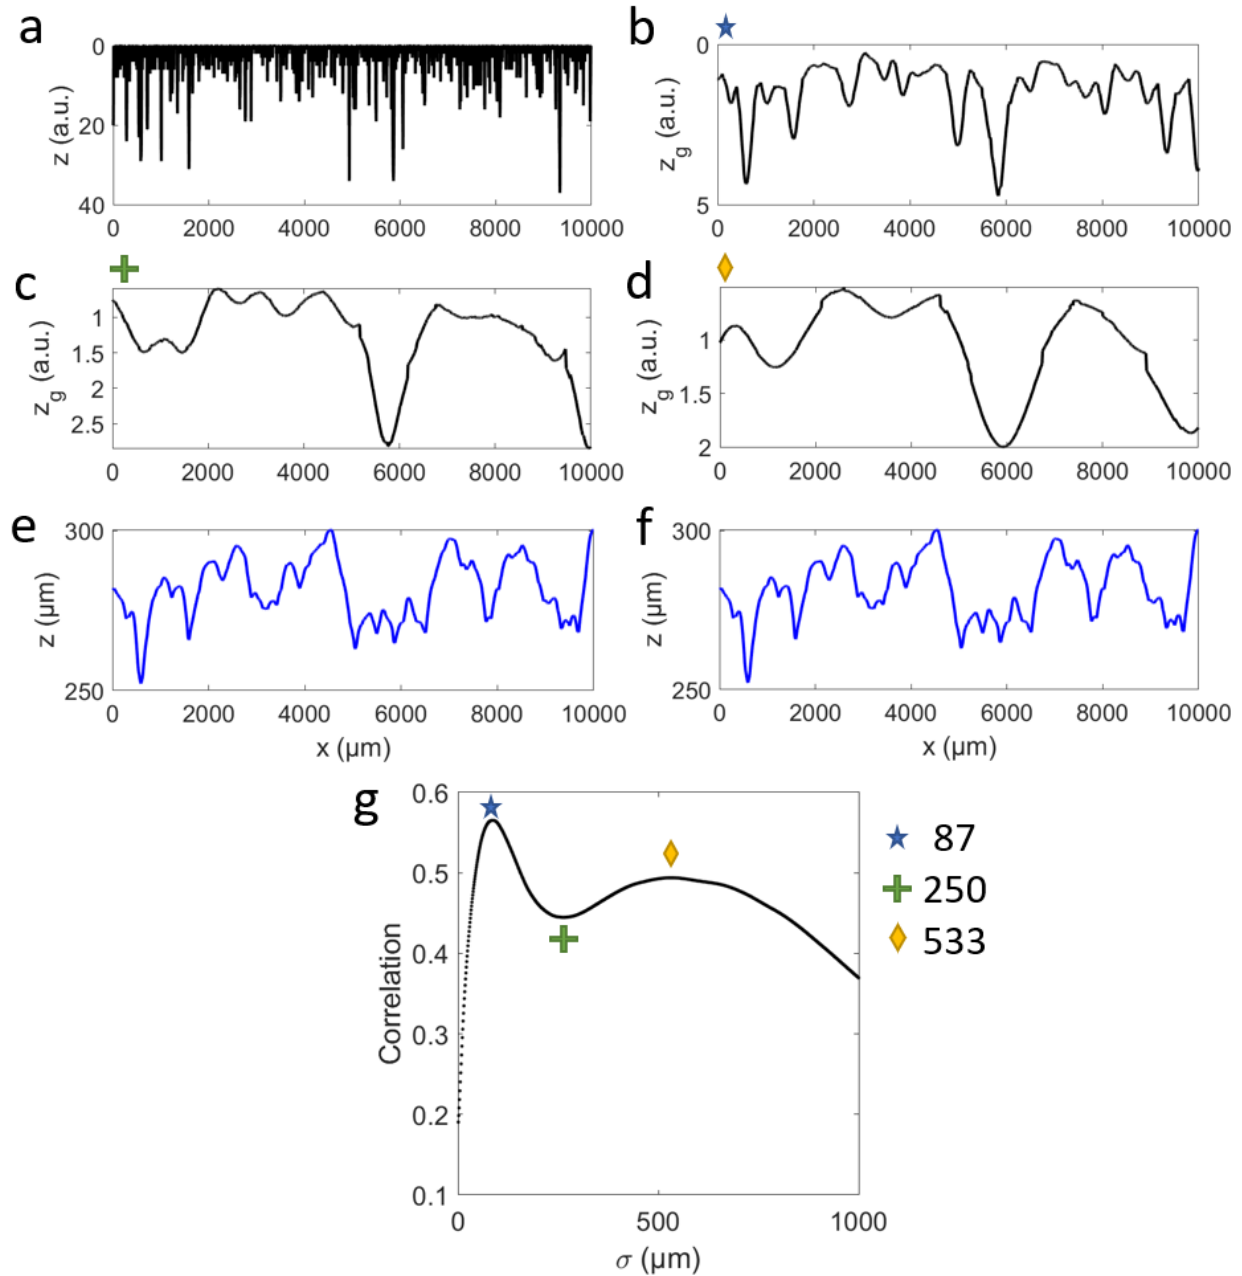 a
0
20
40
z (a.u.)
0 2000 4000 6000 8000 10000
b
0
5
z_g (a.u.)
0 2000 4000 6000 8000 10000
c
1
1.5
2
2.5
z_g (a.u.)
0 2000 4000 6000 8000 10000
d
1
1.5
2
z_g (a.u.)
0 2000 4000 6000 8000 10000
e
300
250
z (µm)
0 2000 4000 6000 8000 10000
x (µm)
f
300
250
z (µm)
0 2000 4000 6000 8000 10000
x (µm)
g
0.6
0.5
0.4
0.3
0.2
0.1
Correlation
0 500 1000
σ (µm)
87
250
533